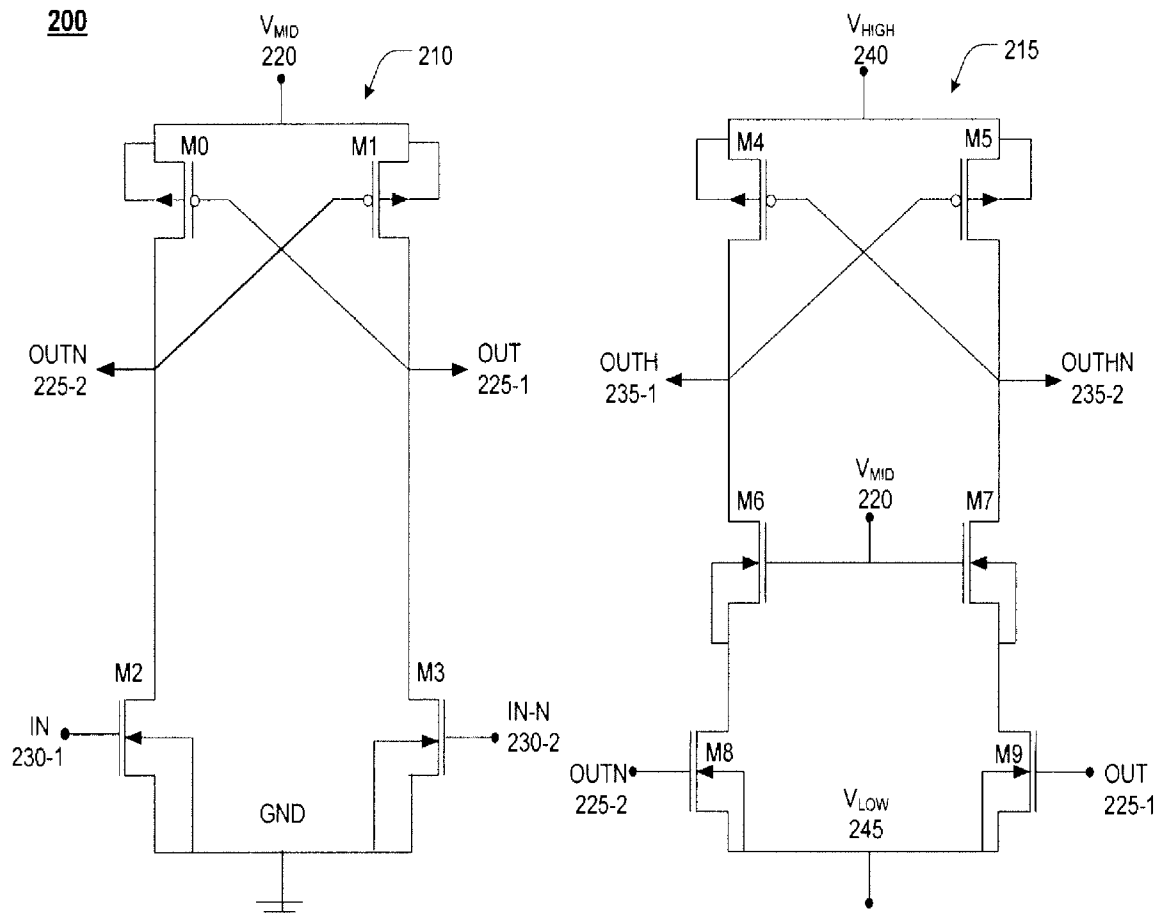 200
V_MID
220
210
M0
M1
OUTN
225-2
OUT
225-1
M2
M3
IN
230-1
IN-N
230-2
GND
V_HIGH
240
215
M4
M5
OUTH
235-1
OUTHN
235-2
V_MID
220
M6
M7
M8
M9
OUTN
225-2
OUT
225-1
V_LOW
245